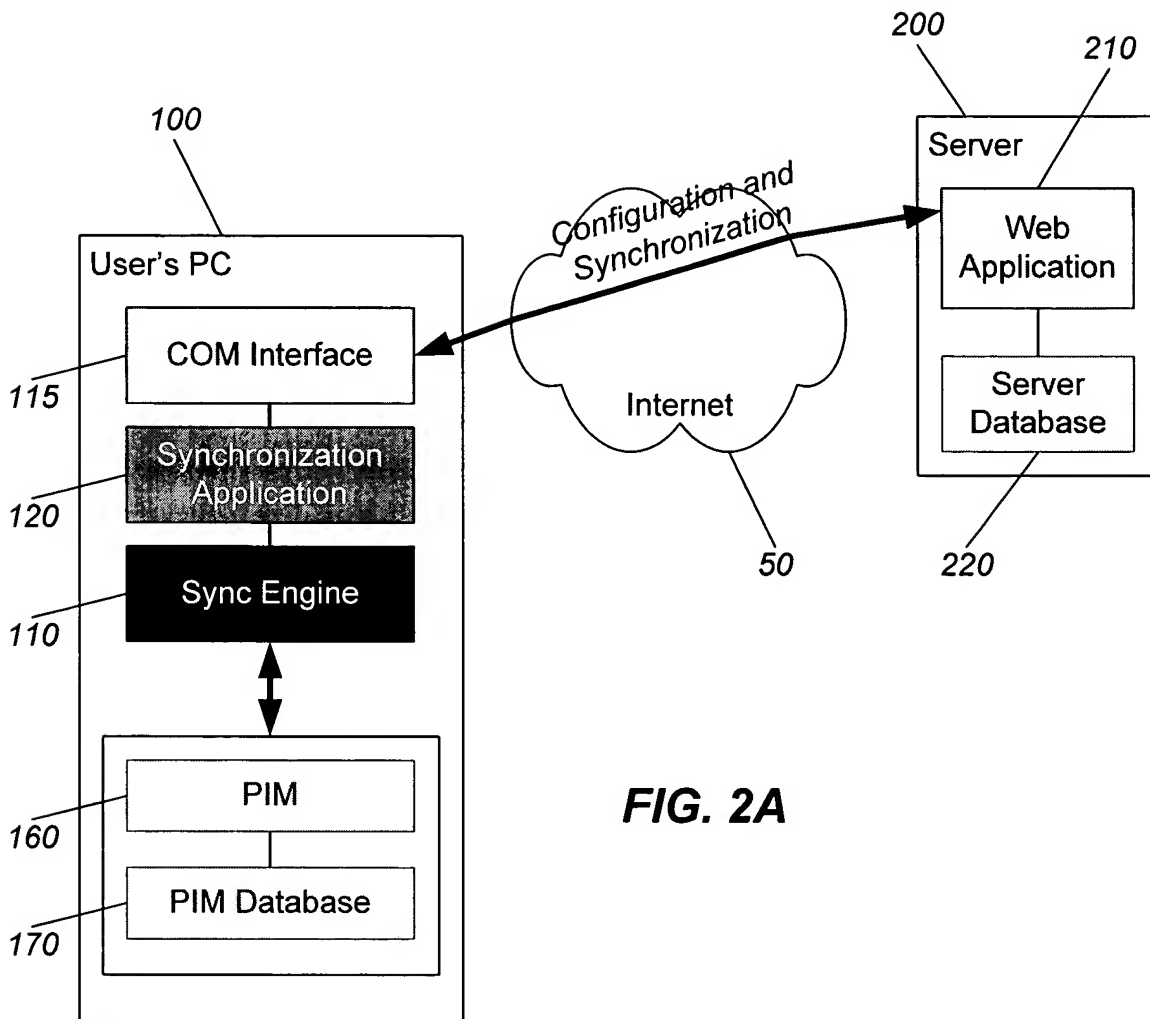 200
210
100
Server
Configuration and
Synchronization
Web
Application
User's PC
COM Interface
115
Internet
Server
Database
Synchronization
Application
120
50
220
Sync Engine
110
PIM
160
FIG. 2A
PIM Database
170